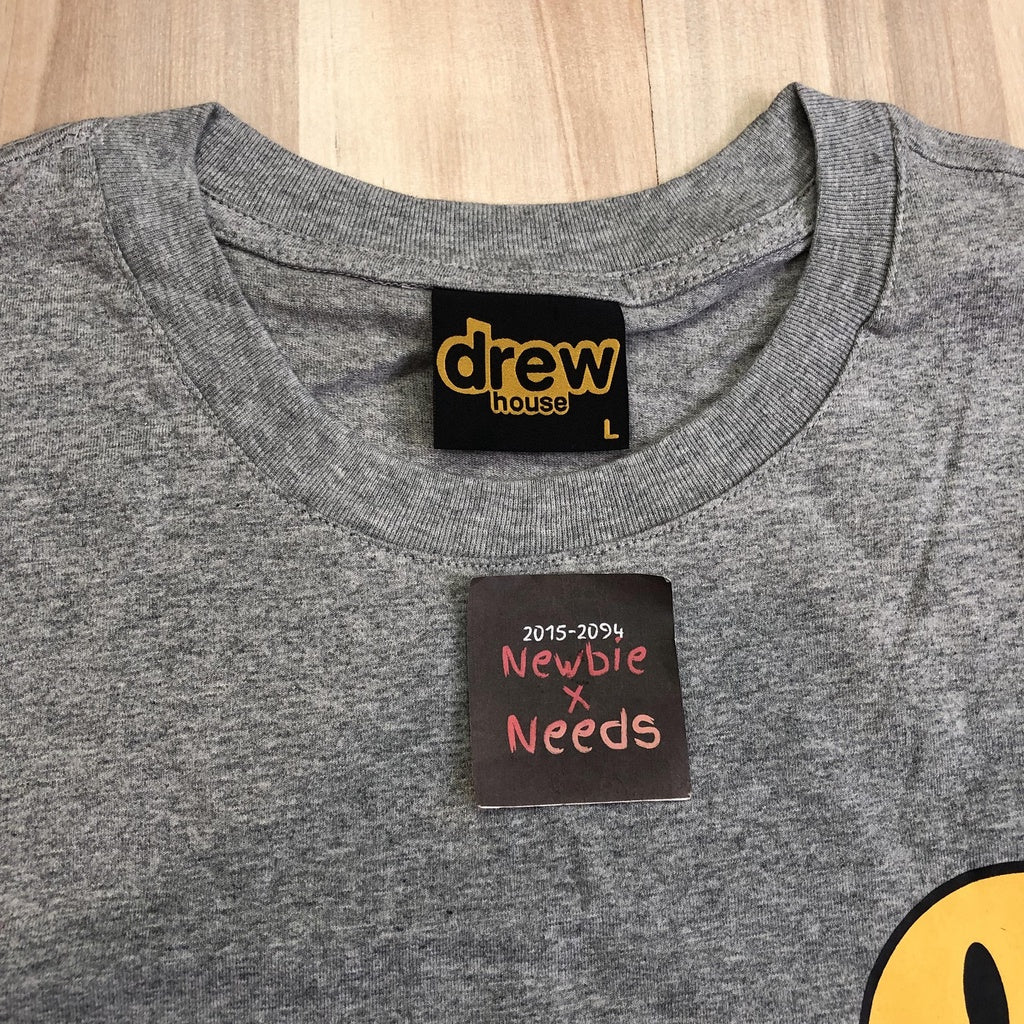 drew
house
L
2015-2094
Newbie
x
Needs